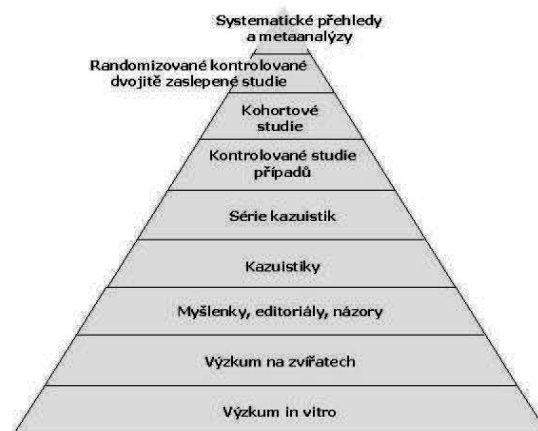 Systematické přehledy
a metaanalýzy
Randomizované kontrolované
dvojitě zaslepené studie
Kohortové
studie
Kontrolované studie
případů
Série kazuistik
Kazuistiky
Myšlenky, editoriály, názory
Výzkum na zvířatech
Výzkum in vitro